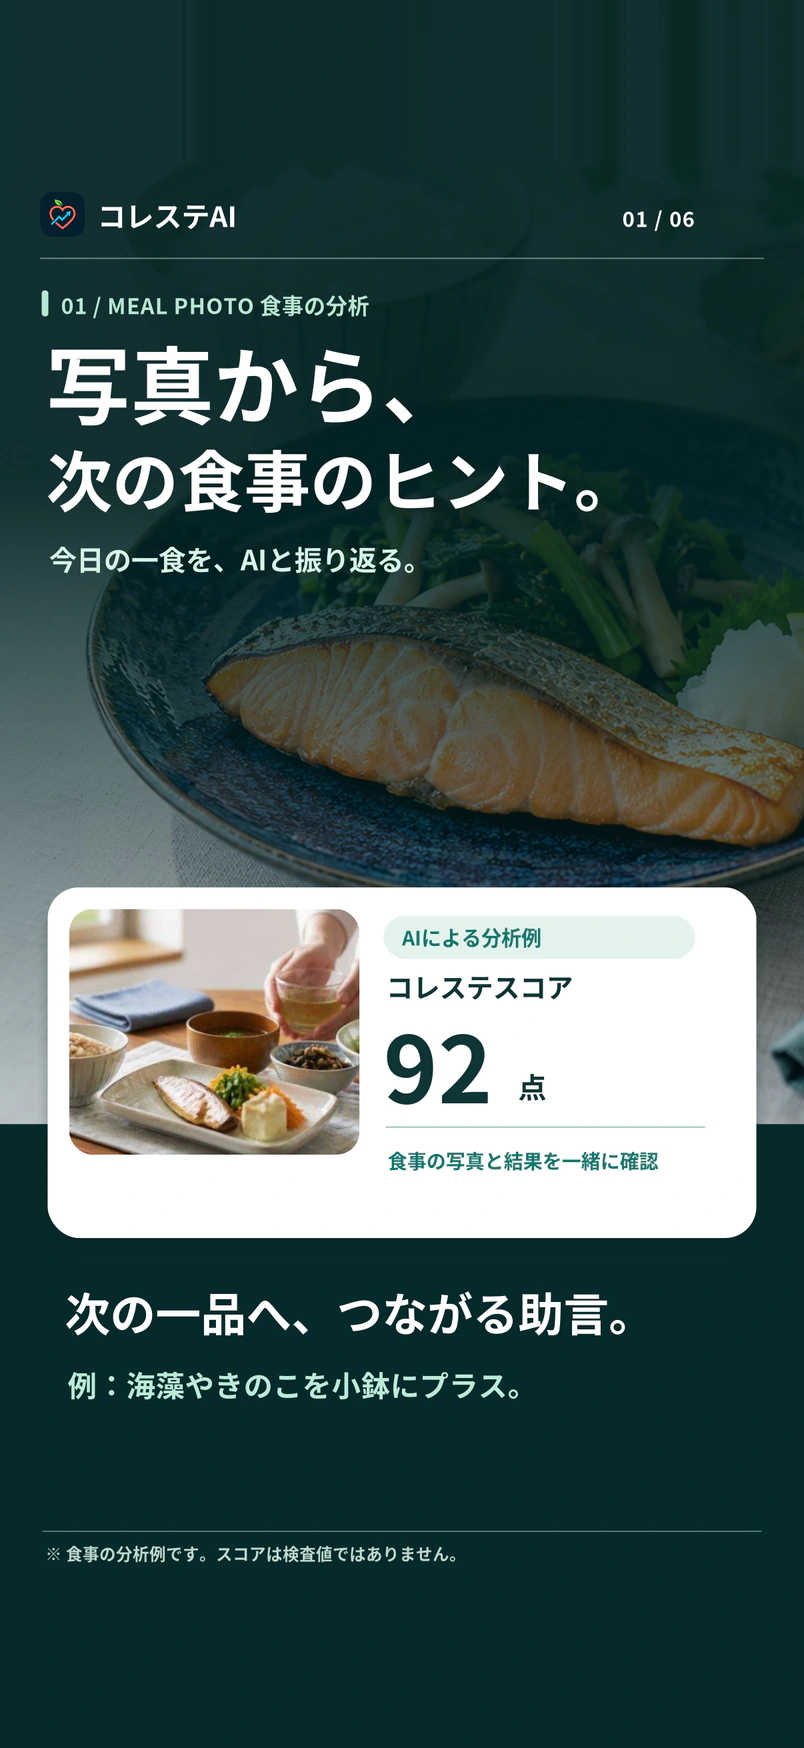 コレステAI
01 / 06
01 / MEAL PHOTO 食事の分析
写真から、
次の食事のヒント。
今日の一食を、AIと振り返る。
AIによる分析例
コレステスコア
92 点
食事の写真と結果を一緒に確認
次の一品へ、つながる助言。
例：海藻やきのこを小鉢にプラス。
※ 食事の分析例です。スコアは検査値ではありません。